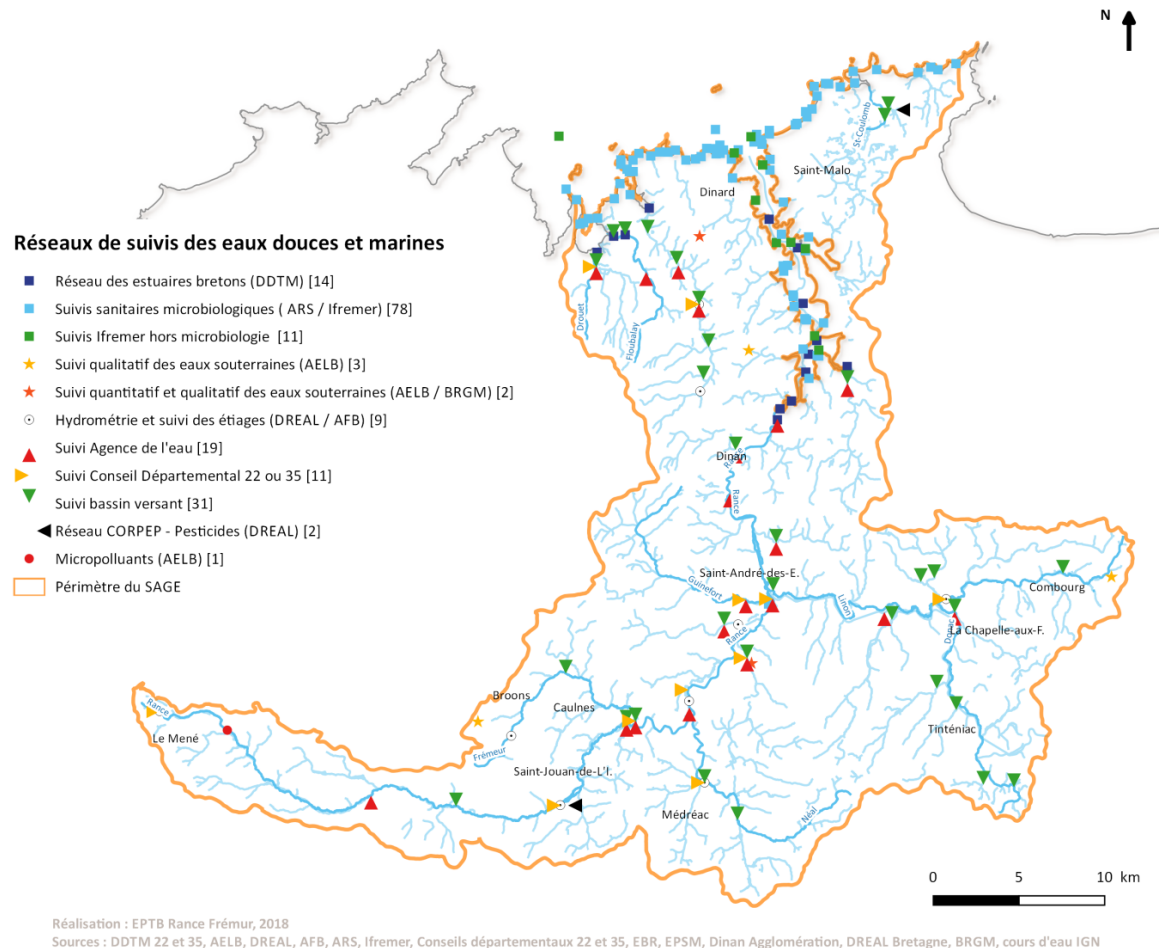 N
St-Coulomb
Saint-Malo
Dinard
Réseaux de suivis des eaux douces et marines
Réseau des estuaires bretons (DDTM) [14]
Suivis sanitaires microbiologiques ( ARS / Ifremer) [78]
Suivis Ifremer hors microbiologie [11]
Suivi qualitatif des eaux souterraines (AELB) [3]
Suivi quantitatif et qualitatif des eaux souterraines (AELB / BRGM) [2]
Hydrométrie et suivi des étiages (DREAL / AFB) [9]
Suivi Agence de l'eau [19]
Suivi Conseil Départemental 22 ou 35 [11]
Suivi bassin versant [31]
Réseau CORPEP - Pesticides (DREAL) [2]
Micropolluants (AELB) [1]
Périmètre du SAGE
Drouet
Floubalay
Dinan
Rance
Rance
Saint-André-des-E.
Guinefort
Linon
Combourg
La Chapelle-aux-F.
Donac
Rance
Broons
Caulnes
Rance
Le Mené
Frémeur
Tinténiac
Saint-Jouan-de-L'I.
Médréac
Néal
0 5 10 km
Réalisation : EPTB Rance Frémur, 2018
Sources : DDTM 22 et 35, AELB, DREAL, AFB, ARS, Ifremer, Conseils départementaux 22 et 35, EBR, EPSM, Dinan Agglomération, DREAL Bretagne, BRGM, cours d'eau IGN